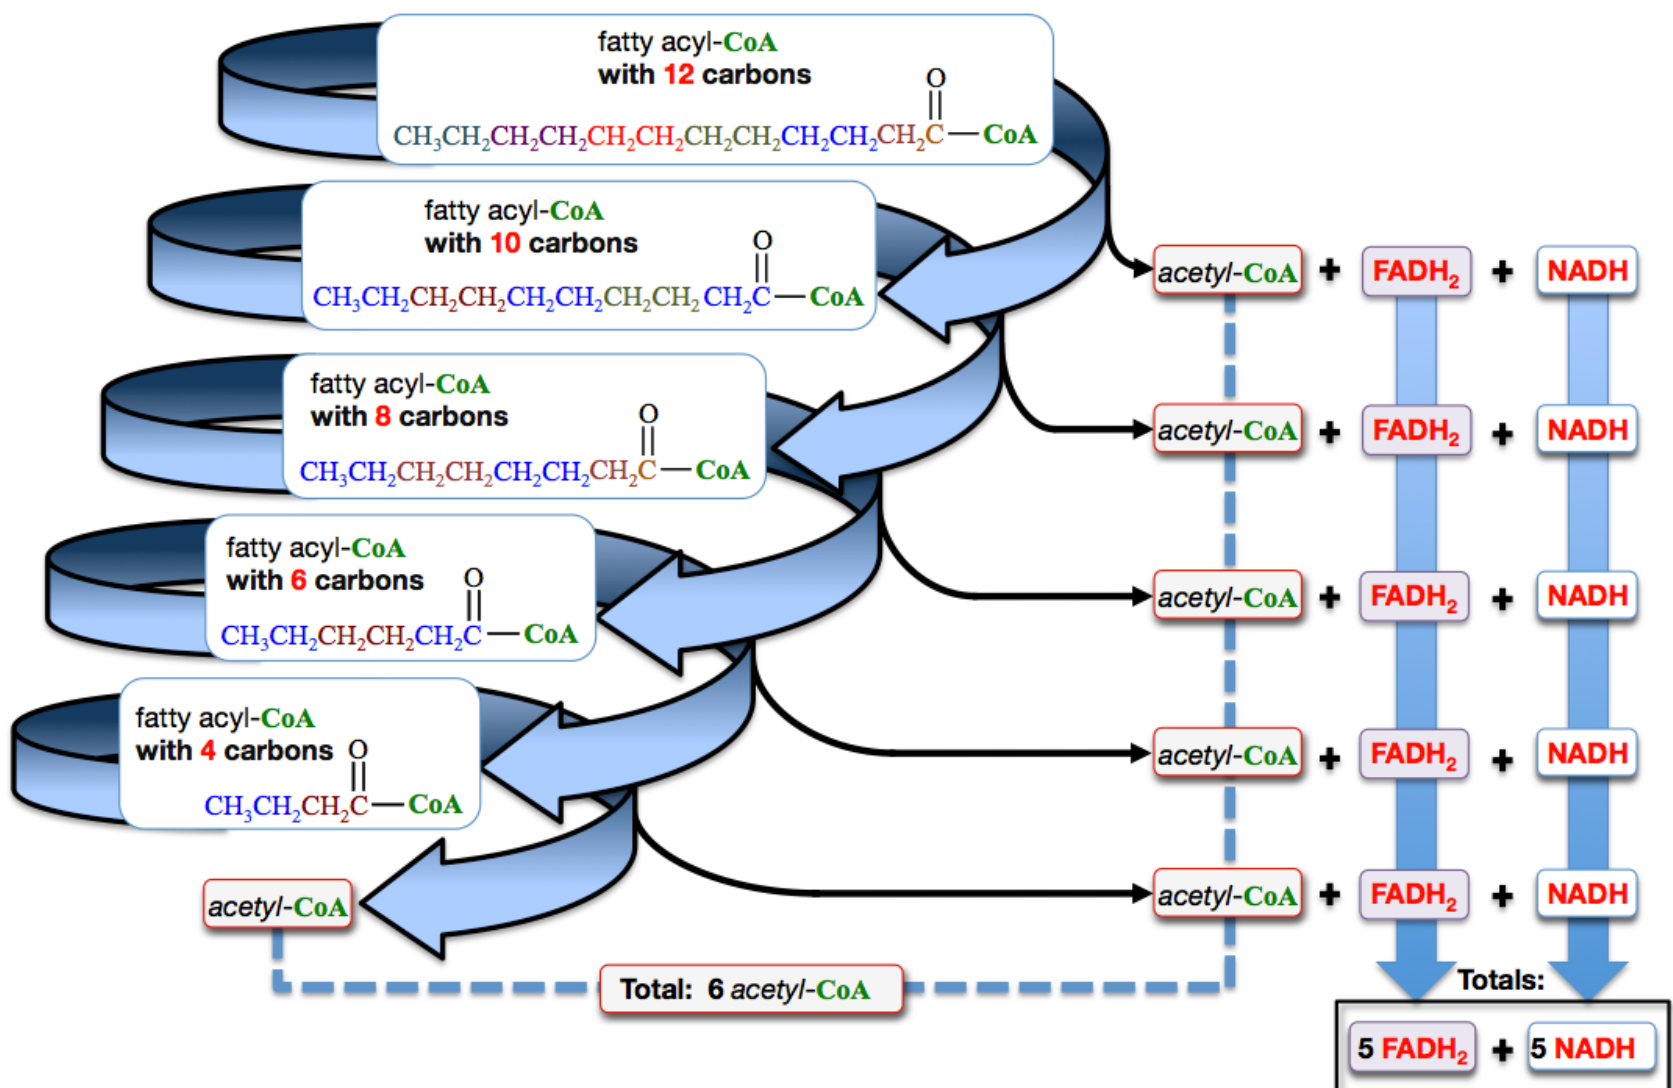 fatty acyl-CoA
with 12 carbons
O
CH₃CH₂CH₂CH₂CH₂CH₂CH₂CH₂CH₂CH₂CH₂C—CoA
fatty acyl-CoA
with 10 carbons
O
CH₃CH₂CH₂CH₂CH₂CH₂CH₂CH₂CH₂C—CoA
acetyl-CoA + FADH₂ + NADH
fatty acyl-CoA
with 8 carbons
O
CH₃CH₂CH₂CH₂CH₂CH₂CH₂C—CoA
acetyl-CoA + FADH₂ + NADH
fatty acyl-CoA
with 6 carbons
O
CH₃CH₂CH₂CH₂CH₂C—CoA
acetyl-CoA + FADH₂ + NADH
fatty acyl-CoA
with 4 carbons
O
CH₃CH₂CH₂C—CoA
acetyl-CoA + FADH₂ + NADH
acetyl-CoA
acetyl-CoA + FADH₂ + NADH
Total: 6 acetyl-CoA
Totals:
5 FADH₂ + 5 NADH